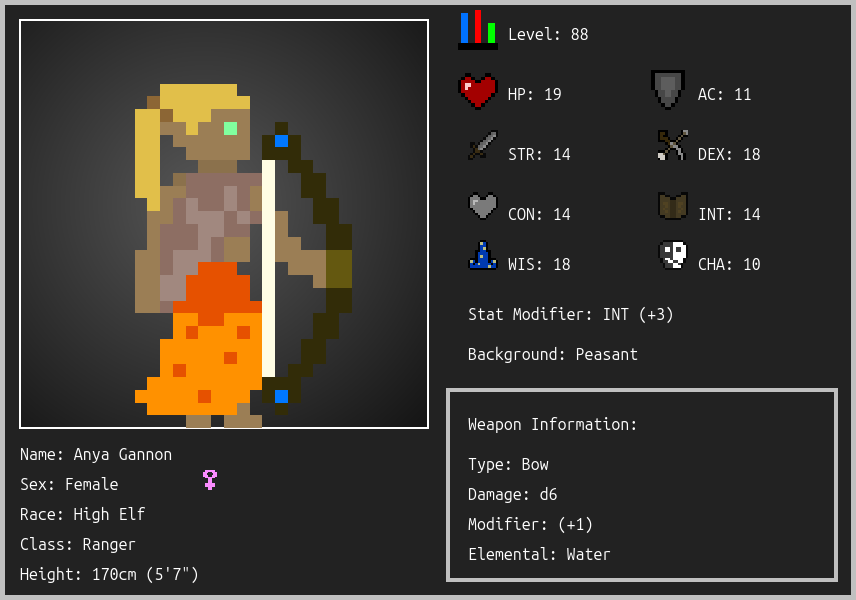 Level: 88
HP: 19
AC: 11
STR: 14
DEX: 18
CON: 14
INT: 14
WIS: 18
CHA: 10
Stat Modifier: INT (+3)
Background: Peasant
Weapon Information:
Type: Bow
Damage: d6
Modifier: (+1)
Elemental: Water
Name: Anya Gannon
Sex: Female
Race: High Elf
Class: Ranger
Height: 170cm (5'7")